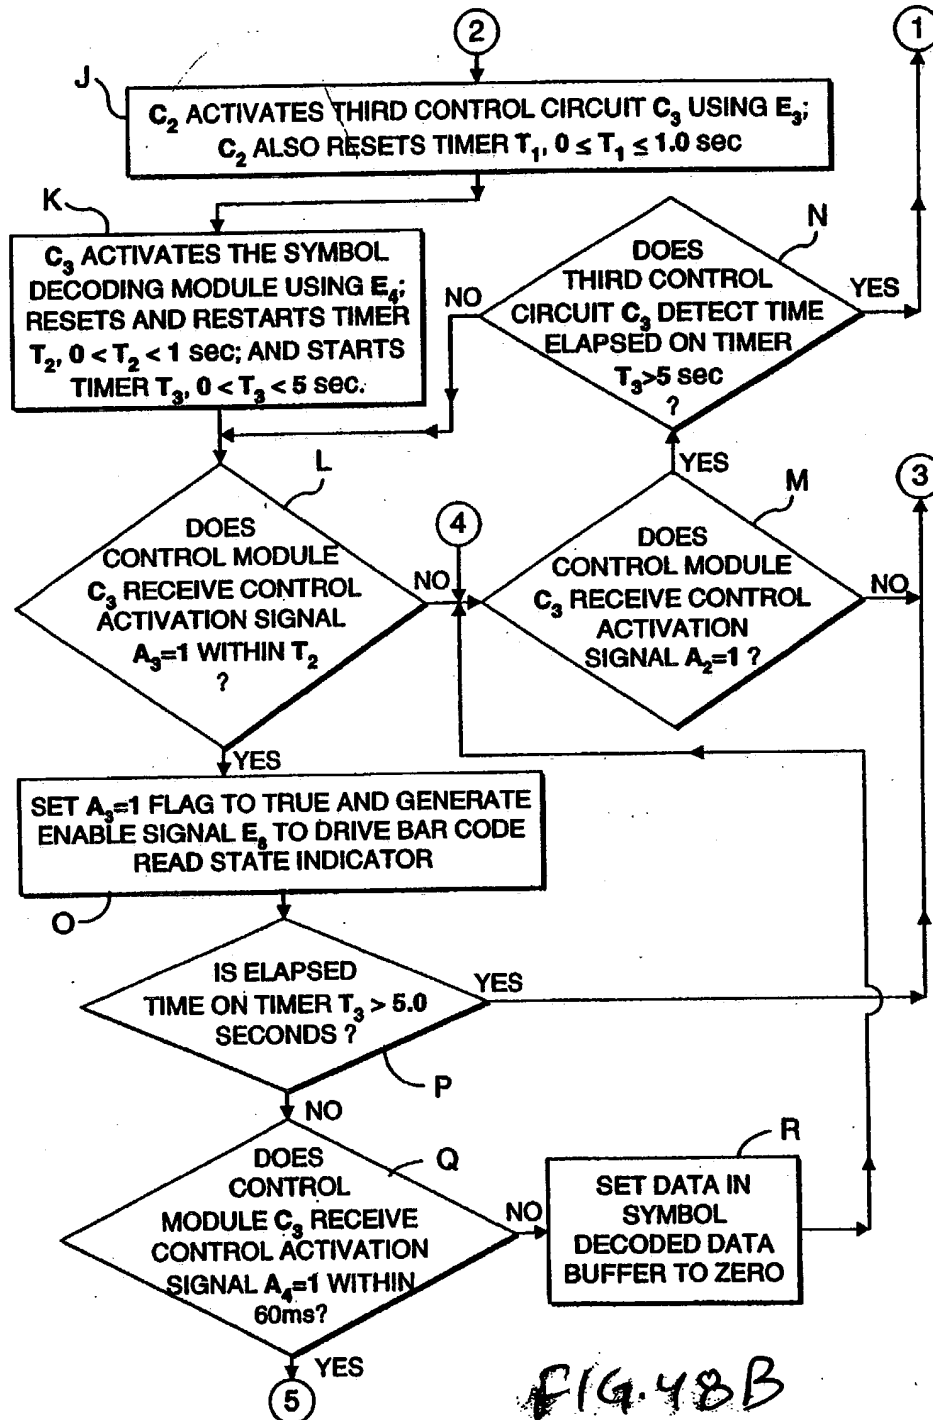 2
1
J
C₂ ACTIVATES THIRD CONTROL CIRCUIT C₃ USING E₃;
C₂ ALSO RESETS TIMER T₁, 0 ≤ T₁ ≤ 1.0 sec
K
C₃ ACTIVATES THE SYMBOL
DECODING MODULE USING E₄;
RESETS AND RESTARTS TIMER
T₂, 0 < T₂ < 1 sec; AND STARTS
TIMER T₃, 0 < T₃ < 5 sec.
N
DOES
THIRD CONTROL
CIRCUIT C₃ DETECT TIME
ELAPSED ON TIMER
T₃>5 sec
?
NO
YES
L
DOES
CONTROL MODULE
C₃ RECEIVE CONTROL
ACTIVATION SIGNAL
A₃=1 WITHIN T₂
?
NO
YES
4
YES
M
DOES
CONTROL MODULE
C₃ RECEIVE CONTROL
ACTIVATION
SIGNAL A₂=1 ?
NO
3
SET A₃=1 FLAG TO TRUE AND GENERATE
ENABLE SIGNAL E₈ TO DRIVE BAR CODE
READ STATE INDICATOR
O
IS ELAPSED
TIME ON TIMER T₃ > 5.0
SECONDS ?
YES
P
NO
DOES
CONTROL
MODULE C₃ RECEIVE
CONTROL ACTIVATION
SIGNAL A₄=1 WITHIN
60ms?
Q
NO
R
SET DATA IN
SYMBOL
DECODED DATA
BUFFER TO ZERO
YES
5
FIG. 48B